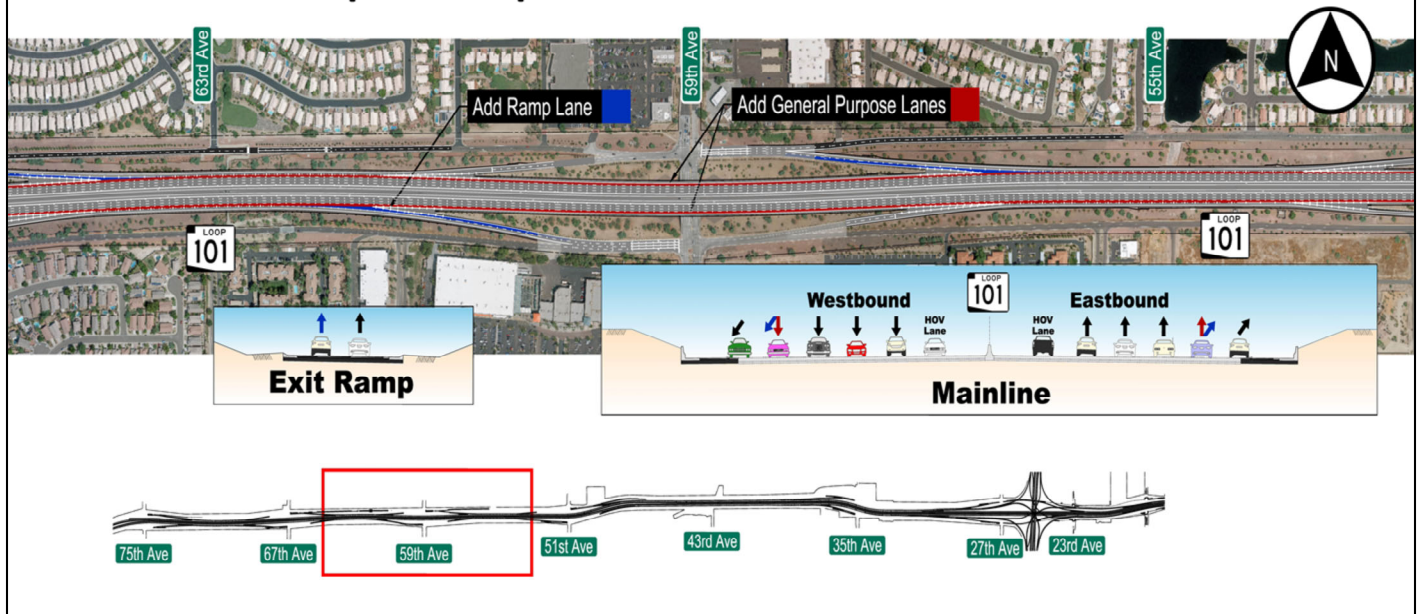 63rd Ave
59th Ave
55th Ave
N
Add Ramp Lane
Add General Purpose Lanes
LOOP
101
LOOP
101
LOOP
101
Westbound
Eastbound
HOV
Lane
HOV
Lane
Exit Ramp
Mainline
75th Ave
67th Ave
59th Ave
51st Ave
43rd Ave
35th Ave
27th Ave
23rd Ave